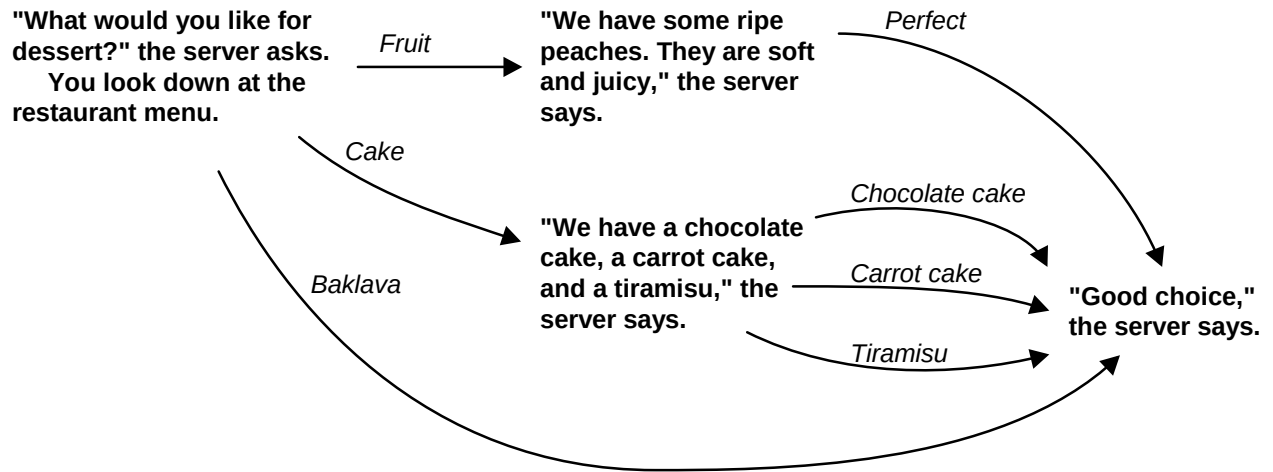 "What would you like for
dessert?" the server asks.
You look down at the
restaurant menu.
Fruit
"We have some ripe
peaches. They are soft
and juicy," the server
says.
Perfect
Cake
"We have a chocolate
cake, a carrot cake,
and a tiramisu," the
server says.
Chocolate cake
Carrot cake
Tiramisu
Baklava
"Good choice,"
the server says.